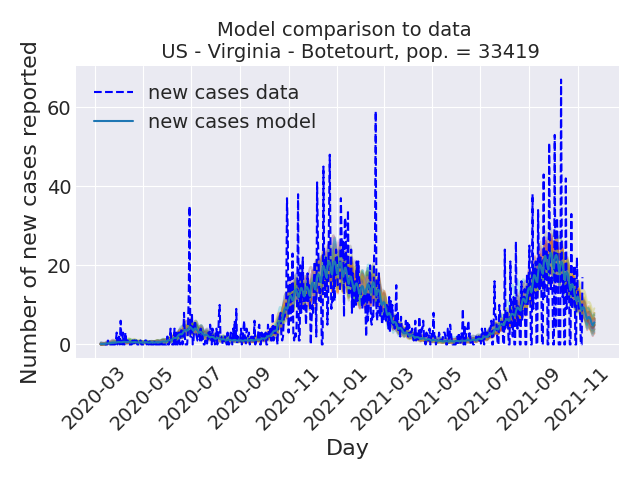 Model comparison to data
US - Virginia - Botetourt, pop. = 33419
Number of new cases reported
60
40
20
0
new cases data
new cases model
2020-03
2020-05
2020-07
2020-09
2020-11
2021-01
2021-03
2021-05
2021-07
2021-09
2021-11
Day